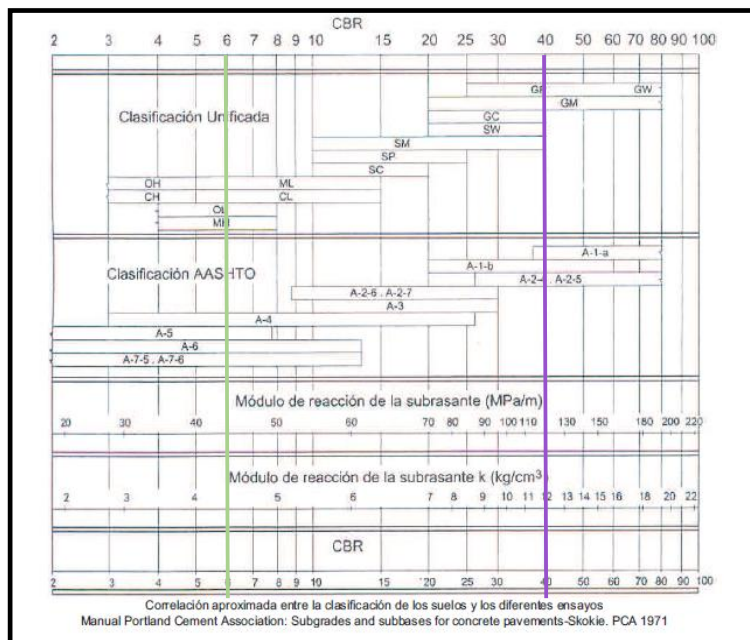 CBR
2 3 4 5 6 7 8 9 10 15 20 25 30 40 50 60 70 80 90 100
Clasificación Unificada
GP GW
GM
GC
SW
SM
SP
SC
OH ML
CH CL
OL
MH
Clasificación AASHTO
A-1-a
A-1-b
A-2-4 . A-2-5
A-2-6 . A-2-7
A-3
A-4
A-5
A-6
A-7-5 . A-7-6
Módulo de reacción de la subrasante (MPa/m)
20 30 40 50 60 70 80 90 100 110 130 150 180 200 220
Módulo de reacción de la subrasante k (kg/cm³)
2 3 4 5 6 7 8 9 10 11 12 13 14 15 16 18 20 22
CBR
2 3 4 5 6 7 8 9 10 15 20 25 30 40 50 60 70 80 90 100
Correlación aproximada entre la clasificación de los suelos y los diferentes ensayos
Manual Portland Cement Association: Subgrades and subbases for concrete pavements-Skokie. PCA 1971